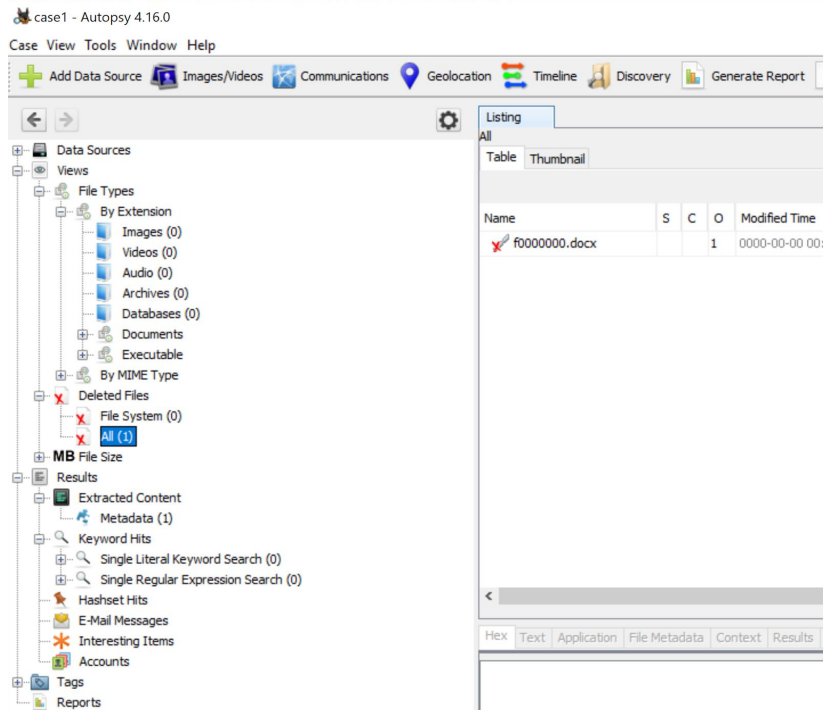 case1 - Autopsy 4.16.0
Case View Tools Window Help
Add Data Source Images/Videos Communications Geolocation Timeline Discovery Generate Report
Listing
All
Table Thumbnail
Name S C O Modified Time
f0000000.docx 1 0000-00-00 00:
Data Sources
Views
File Types
By Extension
Images (0)
Videos (0)
Audio (0)
Archives (0)
Databases (0)
Documents
Executable
By MIME Type
Deleted Files
File System (0)
All (1)
MB File Size
Results
Extracted Content
Metadata (1)
Keyword Hits
Single Literal Keyword Search (0)
Single Regular Expression Search (0)
Hashset Hits
E-Mail Messages
Interesting Items
Accounts
Tags
Reports
Hex Text Application File Metadata Context Results